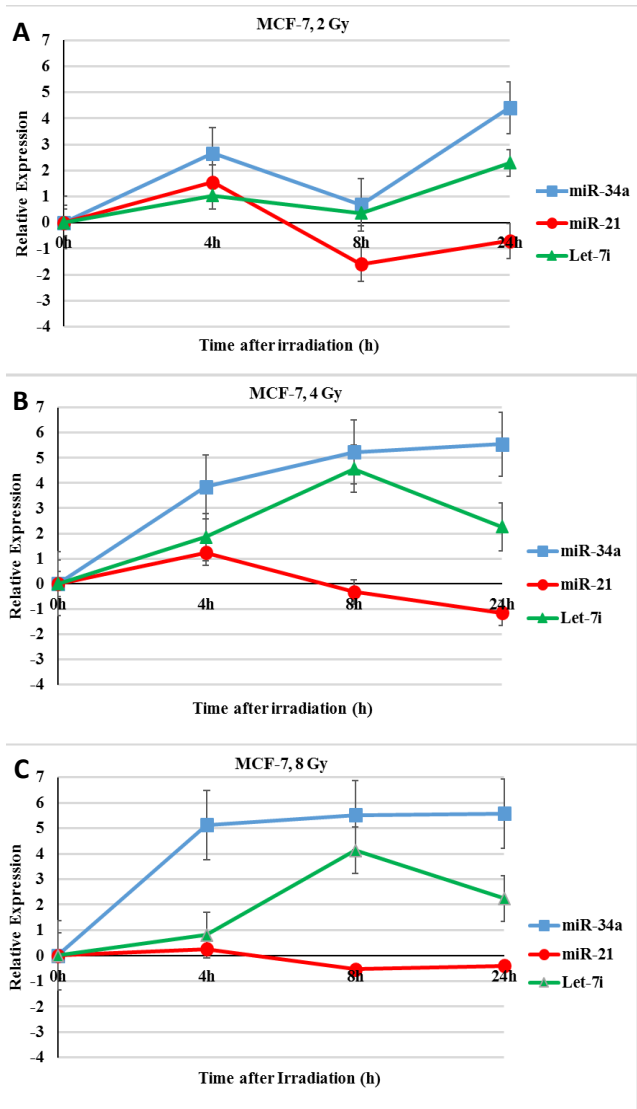 A
MCF-7, 2 Gy
7
6
5
4
3
2
1
0
-1
-2
-3
-4
Relative Expression
0h
4h
8h
24h
miR-34a
miR-21
Let-7i
Time after irradiation (h)
B
MCF-7, 4 Gy
7
6
5
4
3
2
1
0
-1
-2
-3
-4
Relative Expression
0h
4h
8h
24h
miR-34a
miR-21
Let-7i
Time after irradiation (h)
C
MCF-7, 8 Gy
7
6
5
4
3
2
1
0
-1
-2
-3
-4
Relative Expression
0h
4h
8h
24h
miR-34a
miR-21
Let-7i
Time after Irradiation (h)